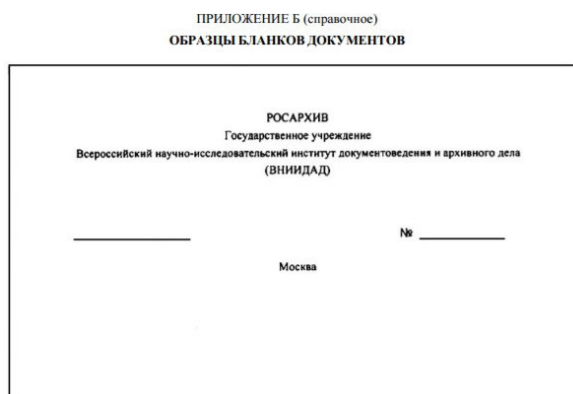 ПРИЛОЖЕНИЕ Б (справочное)
ОБРАЗЦЫ БЛАНКОВ ДОКУМЕНТОВ
РОСАРХИВ
Государственное учреждение
Всероссийский научно-исследовательский институт документоведения и архивного дела
(ВНИИДАД)
№
Москва